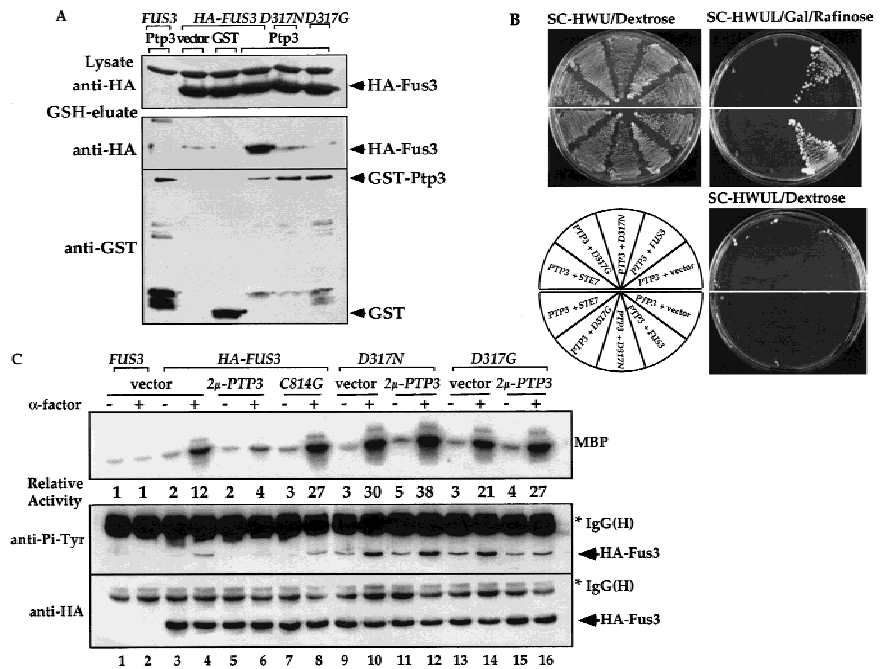 A
FUS3 HA-FUS3 D317N D317G
Ptp3 vector GST Ptp3
Lysate
anti-HA
HA-Fus3
GSH-eluate
anti-HA
HA-Fus3
GST-Ptp3
anti-GST
GST
B
SC-HWU/Dextrose SC-HWUL/Gal/Rafinose
SC-HWUL/Dextrose
PTP3 + STE7
PTP3 + D317G
PTP3 + D317N
PTP3 + FUS3
PTP3 + vector
PTP3 + STE7
PTP3 + D317G
PTP3 + D317N
PTP3 + FUS3
PTP3 + vector
C
FUS3 HA-FUS3 D317N D317G
vector 2μ-PTP3 C814G vector 2μ-PTP3 vector 2μ-PTP3
α-factor - + - + - + - + - + - + - + - +
MBP
Relative Activity 1 1 2 12 2 4 3 27 3 30 5 38 3 21 4 27
* IgG(H)
anti-Pi-Tyr
HA-Fus3
* IgG(H)
anti-HA
HA-Fus3
1 2 3 4 5 6 7 8 9 10 11 12 13 14 15 16